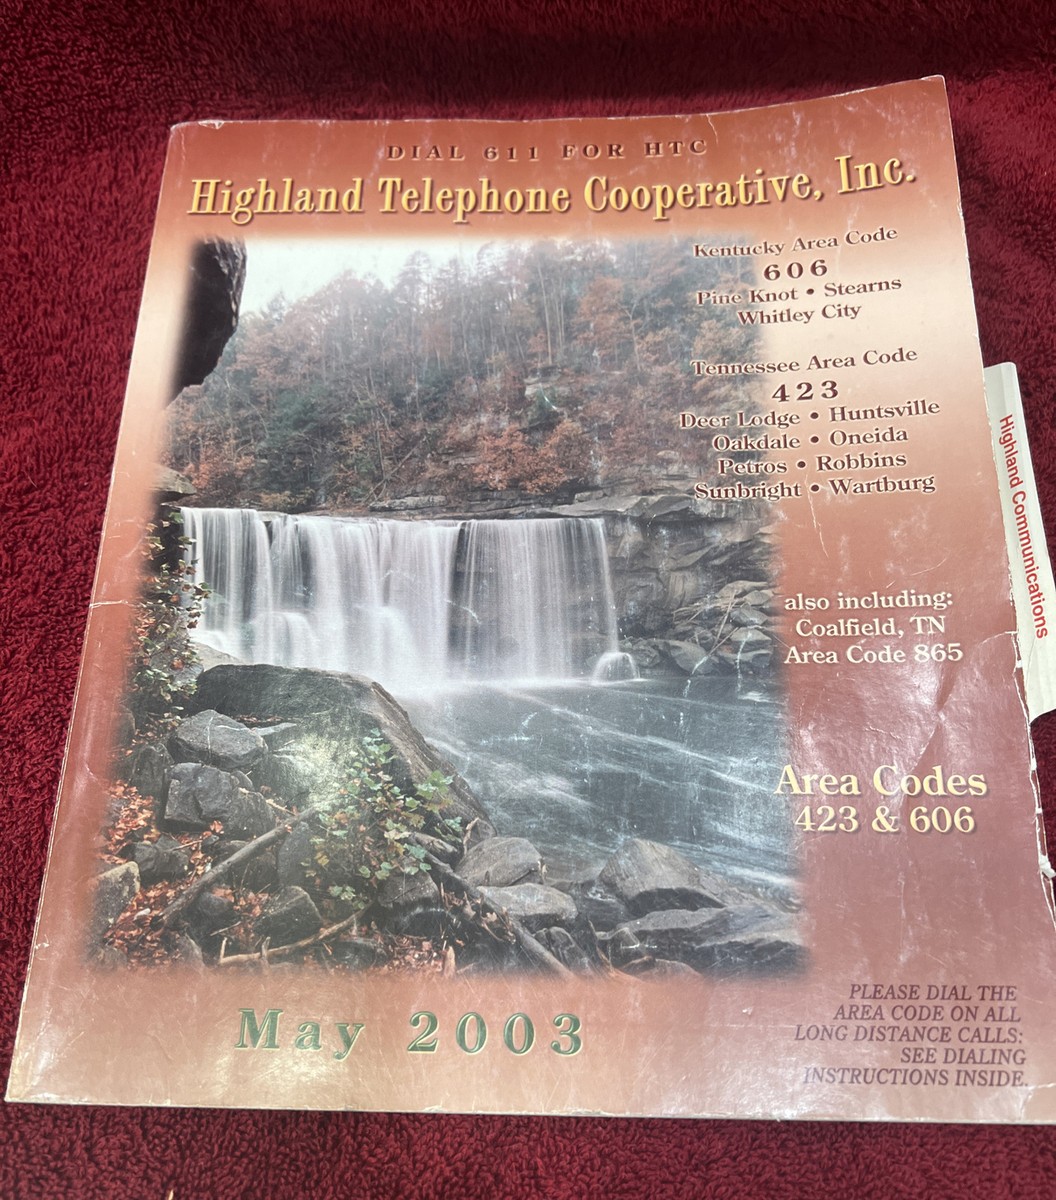 DIAL 611 FOR HTC
Highland Telephone Cooperative, Inc.
Kentucky Area Code
606
Pine Knot • Stearns
Whitley City
Tennessee Area Code
423
Deer Lodge • Huntsville
Oakdale • Oneida
Petros • Robbins
Sunbright • Wartburg
also including:
Coalfield, TN
Area Code 865
Area Codes
423 & 606
May 2003
PLEASE DIAL THE
AREA CODE ON ALL
LONG DISTANCE CALLS:
SEE DIALING
INSTRUCTIONS INSIDE.
Highland Communications